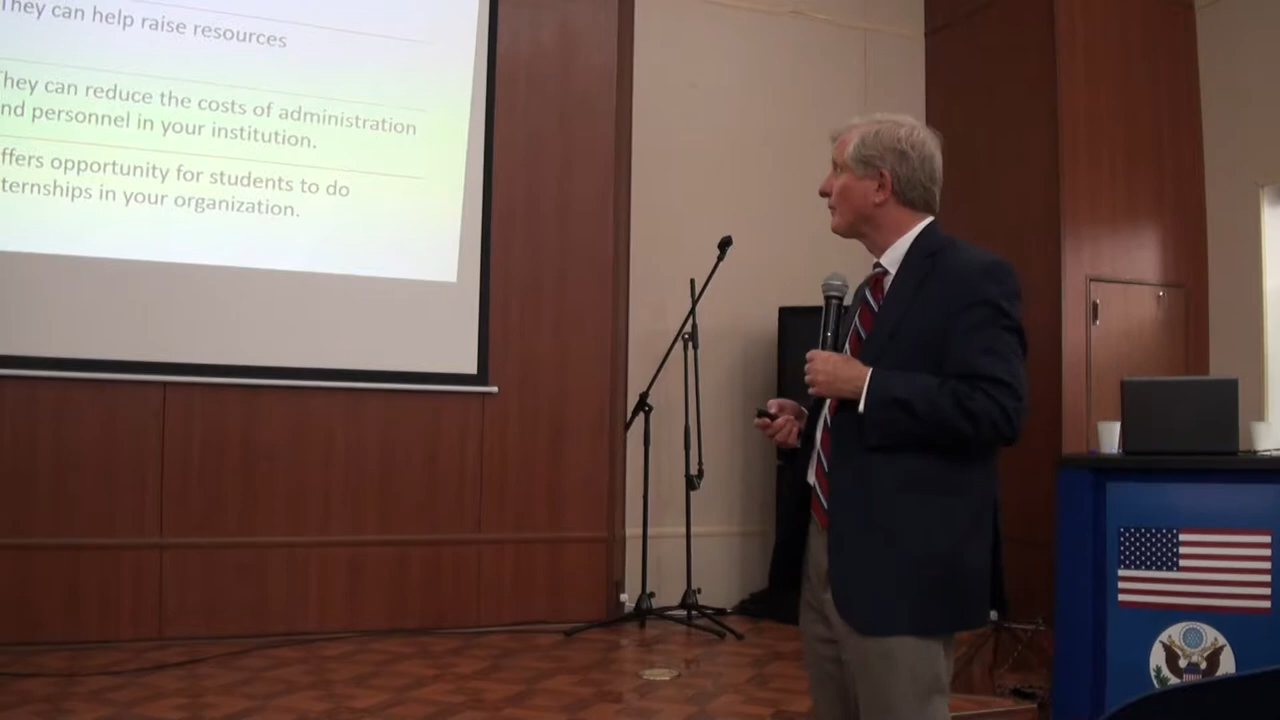 They can help raise resources
They can reduce the costs of administration
nd personnel in your institution.
ffers opportunity for students to do
ternships in your organization.